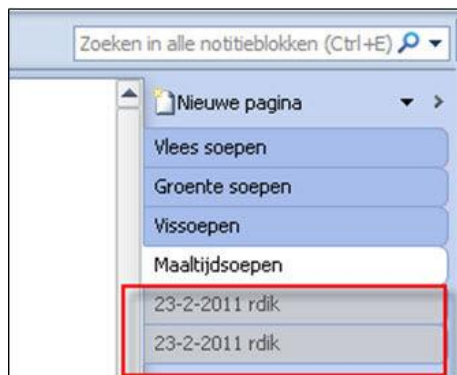 Zoeken in alle notitieblokken (Ctrl+E)
Nieuwe pagina
Vlees soepen
Groente soepen
Vissoepen
Maaltijdsoepen
23-2-2011 rdik
23-2-2011 rdik